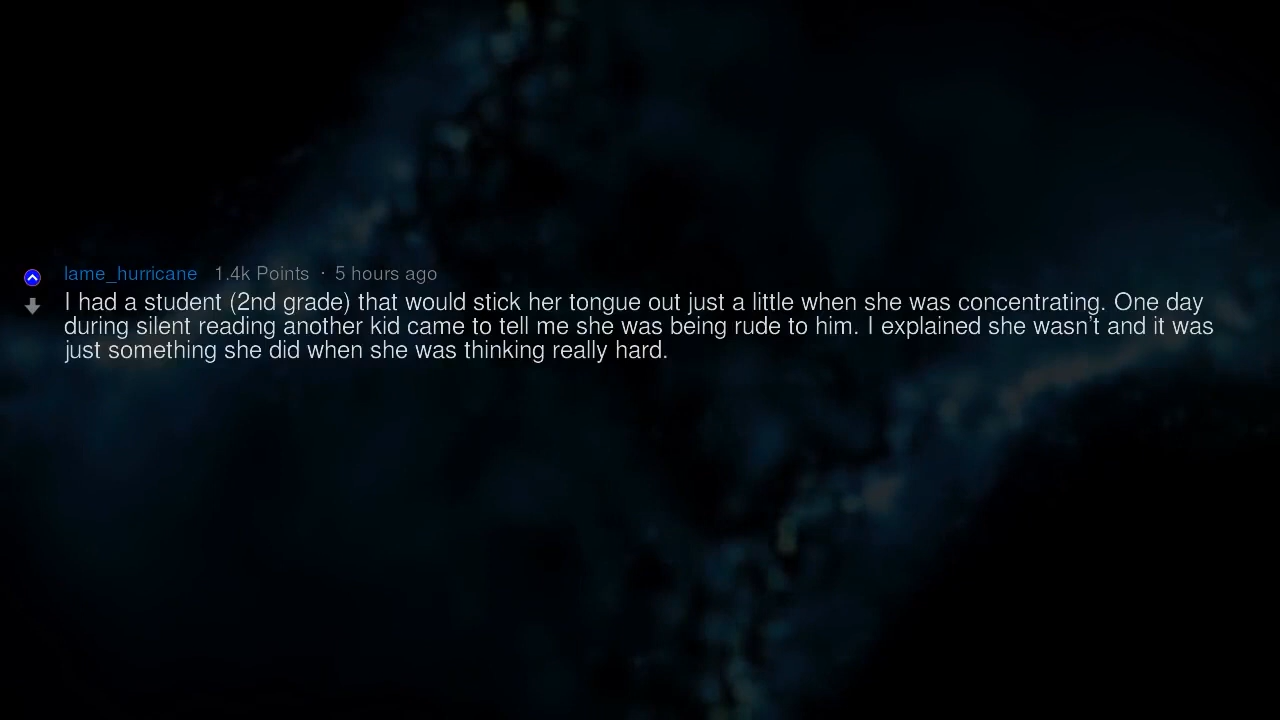 lame_hurricane 1.4k Points · 5 hours ago
I had a student (2nd grade) that would stick her tongue out just a little when she was concentrating. One day
during silent reading another kid came to tell me she was being rude to him. I explained she wasn't and it was
just something she did when she was thinking really hard.